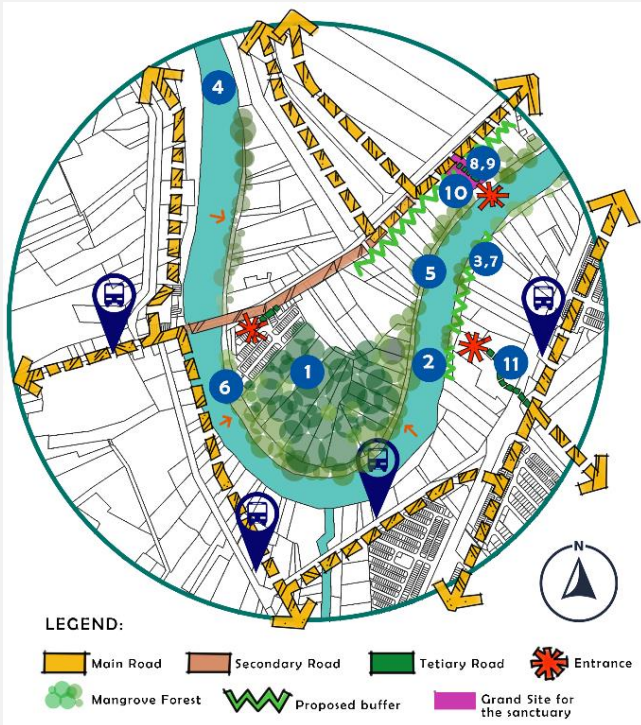 4
8,9
10
3,7
5
2
11
1
6
N
LEGEND:
Main Road
Secondary Road
Tetiary Road
Entrance
Mangrove Forest
Proposed buffer
Grand Site for
the sanctuary